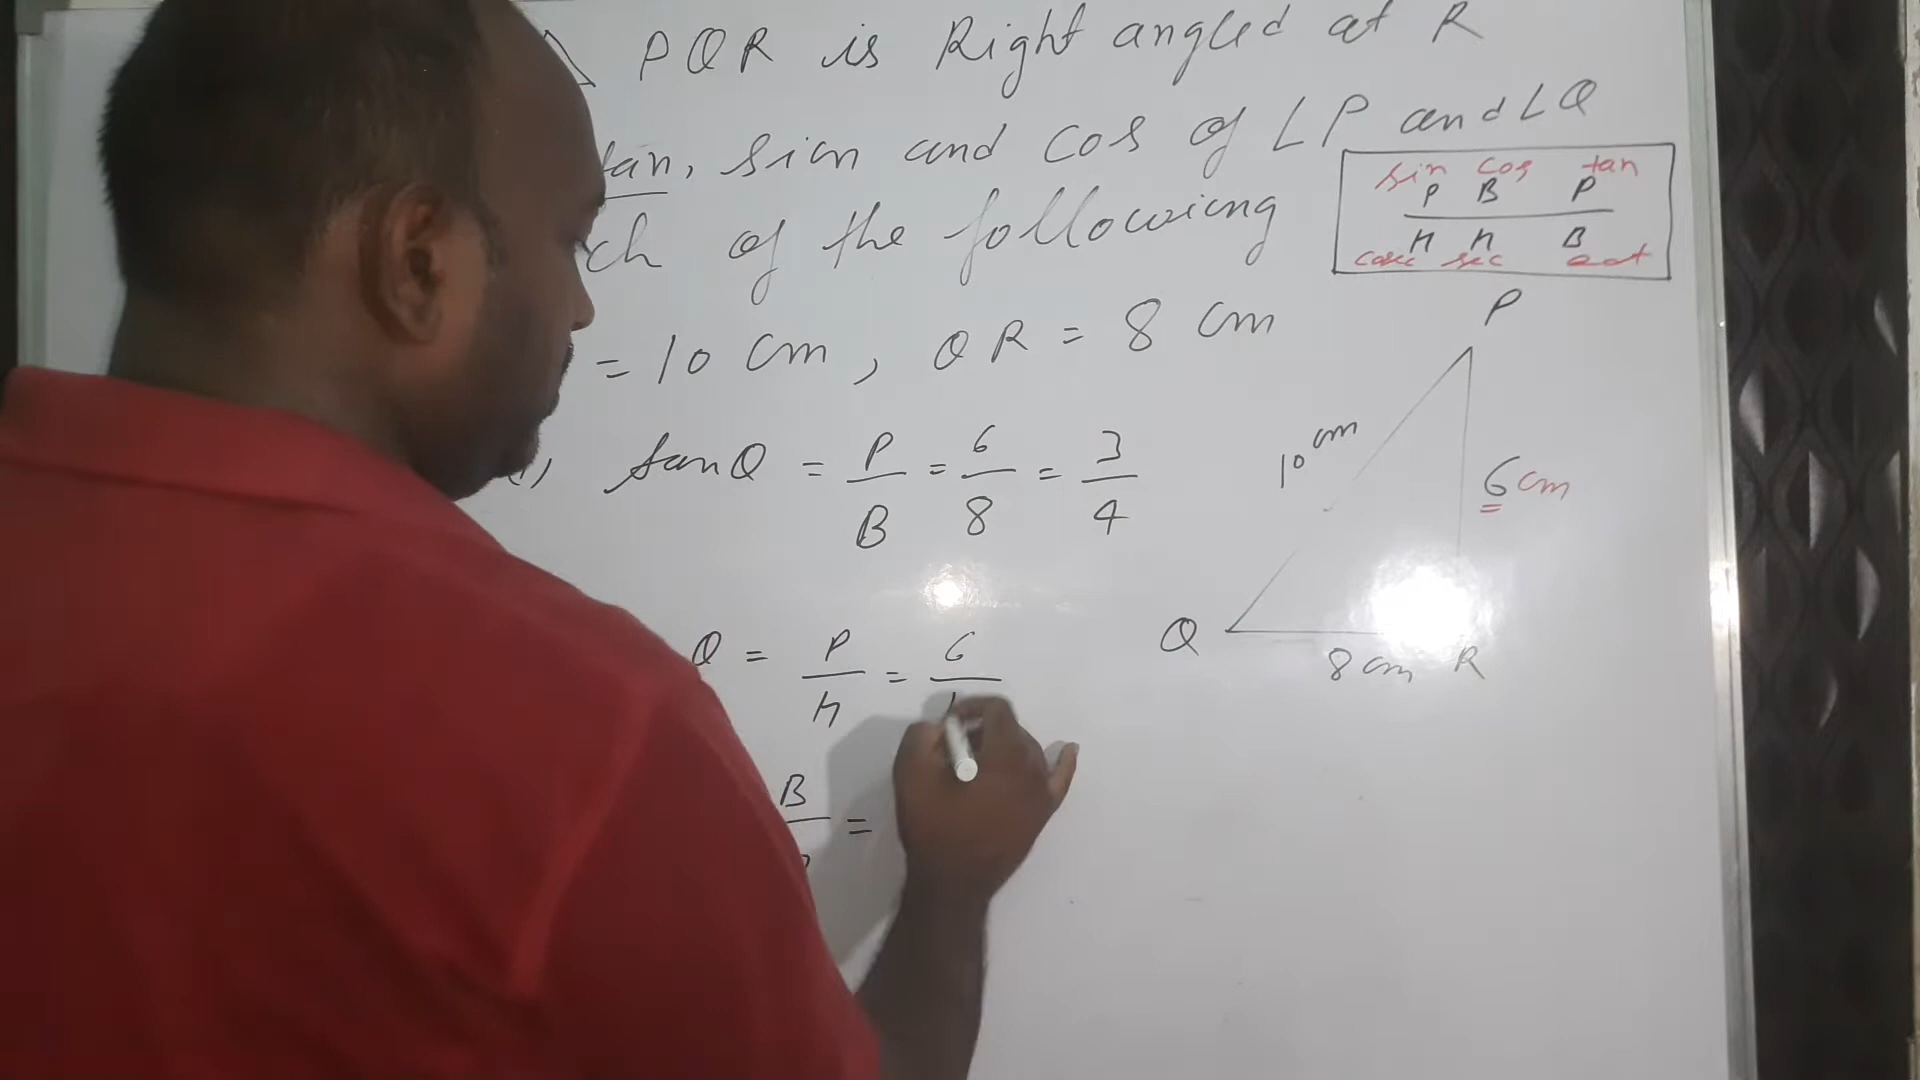 △ PQR is Right angled at R
tan, sin and cos of ∠P and ∠Q
ch of the following
sin cos tan
P B P
H H B
cosec sec cot
= 10 cm, QR = 8 cm
P
10 cm
6 cm
Q
8 cm R
tan Q = P/B = 6/8 = 3/4
Q = P/H = 6/
B/ =